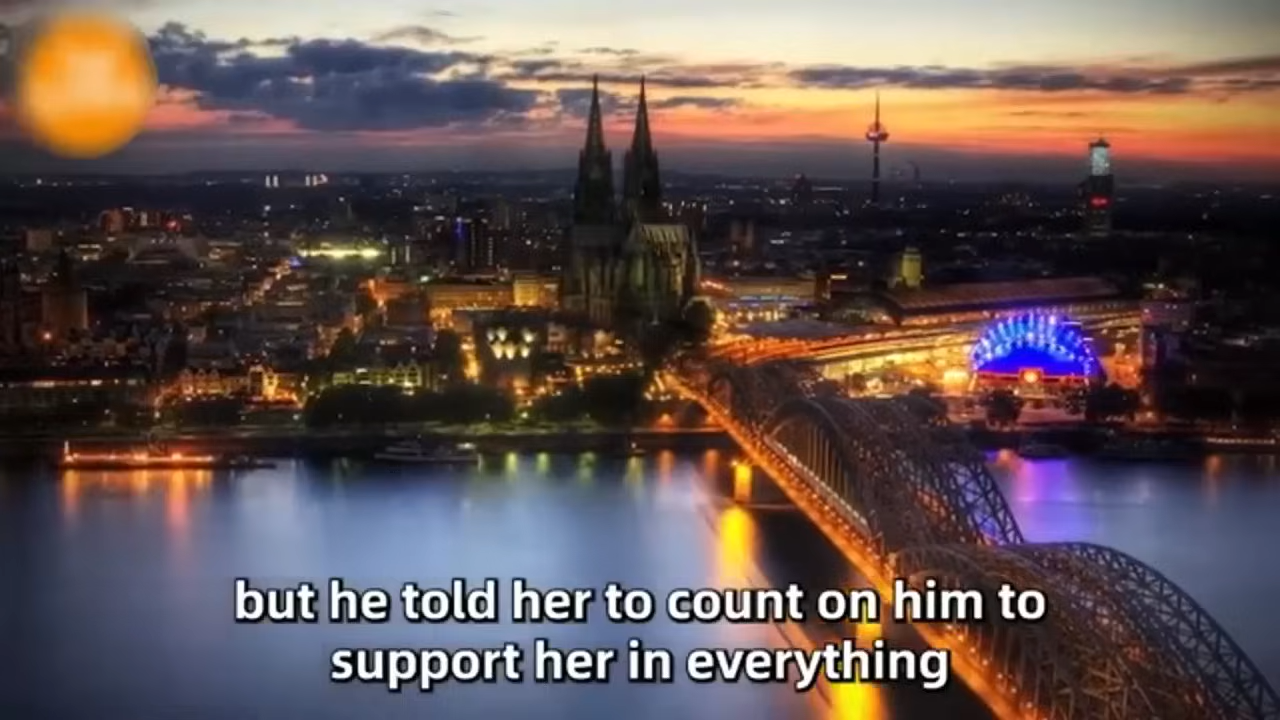 but he told her to count on him to
support her in everything